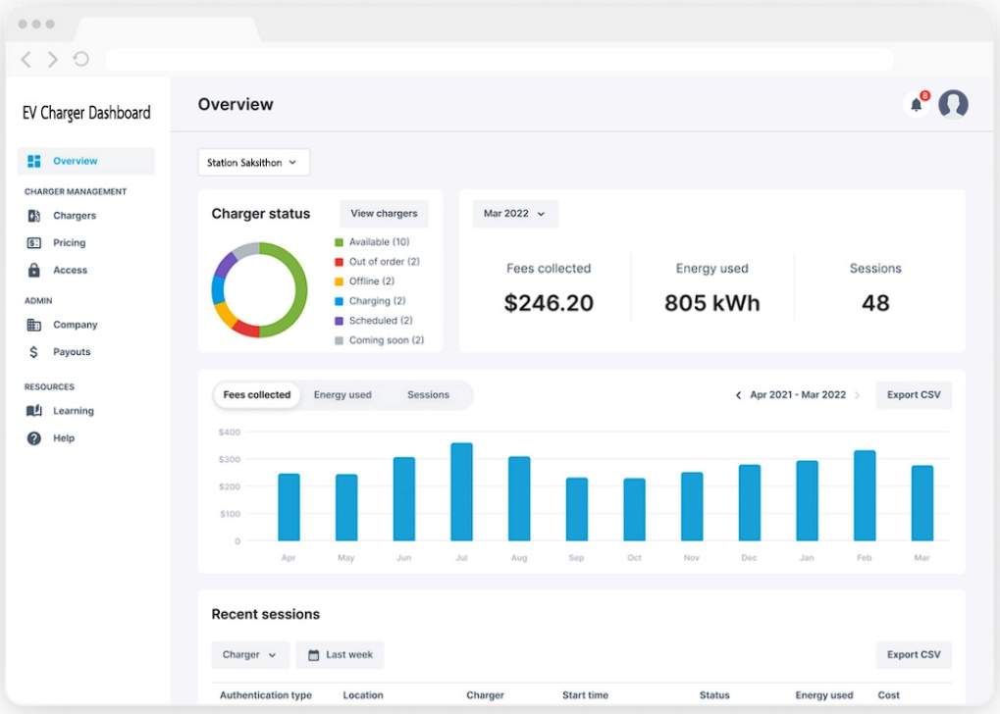 EV Charger Dashboard
Overview
CHARGER MANAGEMENT
Chargers
Pricing
Access
ADMIN
Company
Payouts
RESOURCES
Learning
Help
Overview
8
Station Saksithon
Charger status
View chargers
Available (10)
Out of order (2)
Offline (2)
Charging (2)
Scheduled (2)
Coming soon (2)
Mar 2022
Fees collected Energy used Sessions
$246.20 805 kWh 48
Fees collected Energy used Sessions
Apr 2021 - Mar 2022
Export CSV
$400
$300
$200
$100
0
Apr May Jun Jul Aug Sep Oct Nov Dec Jan Feb Mar
Recent sessions
Charger Last week Export CSV
Authentication type Location Charger Start time Status Energy used Cost